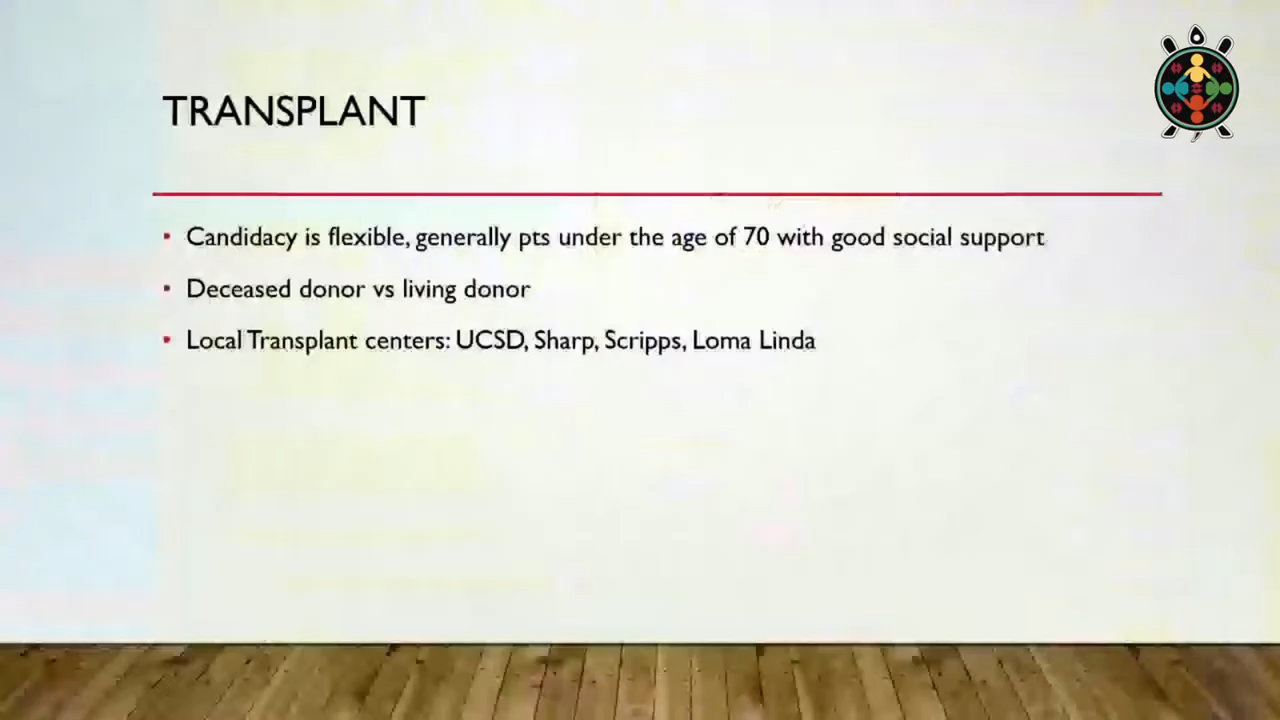 TRANSPLANT
• Candidacy is flexible, generally pts under the age of 70 with good social support
• Deceased donor vs living donor
• Local Transplant centers: UCSD, Sharp, Scripps, Loma Linda